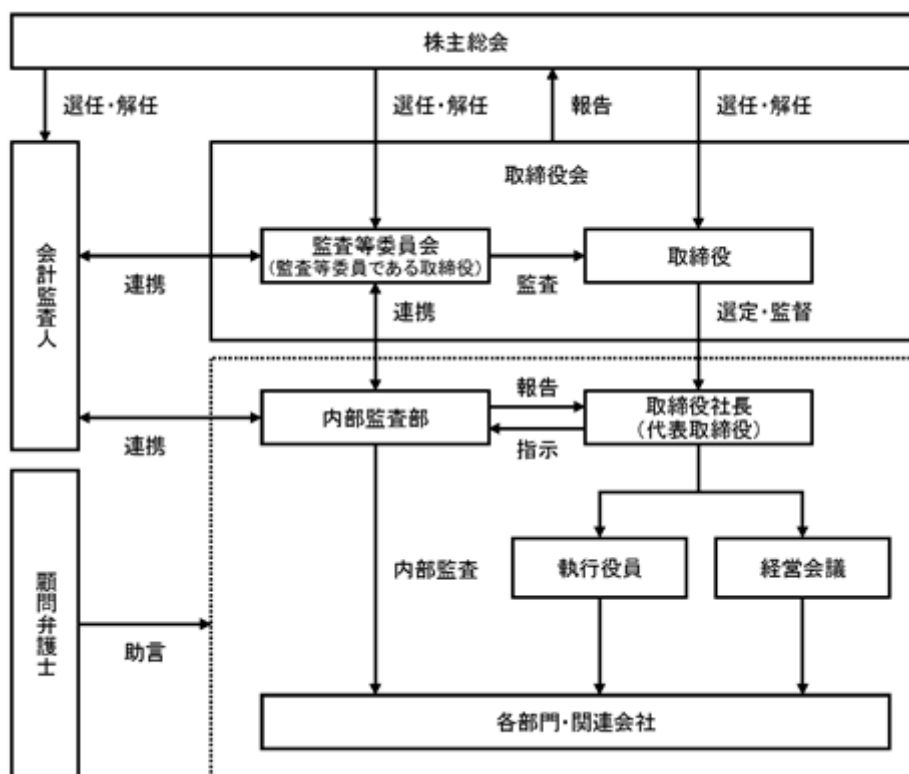 株主総会
選任・解任
選任・解任
報告
選任・解任
取締役会
会計監査人
監査等委員会
(監査等委員である取締役)
取締役
連携
監査
連携
選定・監督
内部監査部
報告
指示
取締役社長
(代表取締役)
連携
顧問弁護士
内部監査
執行役員
経営会議
助言
各部門・関連会社